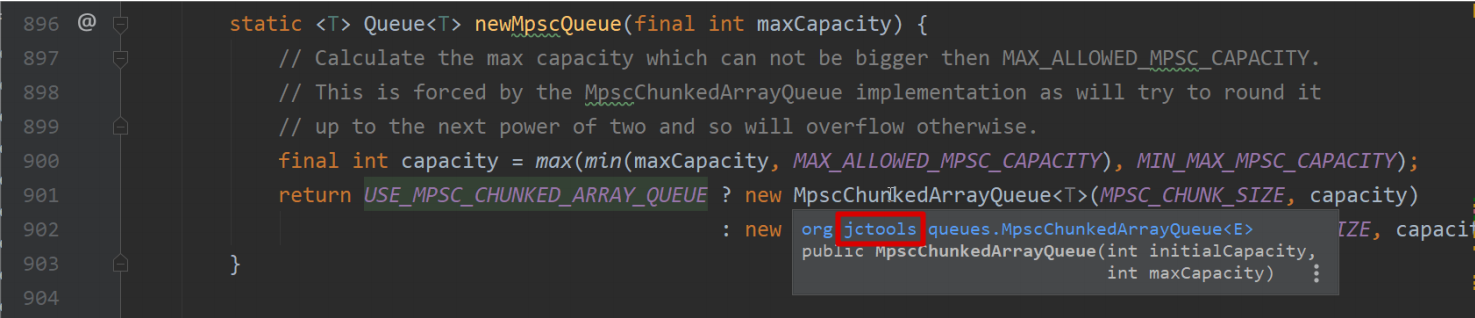 896 @ static <T> Queue<T> newMpscQueue(final int maxCapacity) {
897 // Calculate the max capacity which can not be bigger then MAX_ALLOWED_MPSC_CAPACITY.
898 // This is forced by the MpscChunkedArrayQueue implementation as will try to round it
899 // up to the next power of two and so will overflow otherwise.
900 final int capacity = max(min(maxCapacity, MAX_ALLOWED_MPSC_CAPACITY), MIN_MAX_MPSC_CAPACITY);
901 return USE_MPSC_CHUNKED_ARRAY_QUEUE ? new MpscChunkedArrayQueue<T>(MPSC_CHUNK_SIZE, capacity)
902 : new IZE, capacit
org jctools queues.MpscChunkedArrayQueue<E>
public MpscChunkedArrayQueue(int initialCapacity,
int maxCapacity)
903 }
904